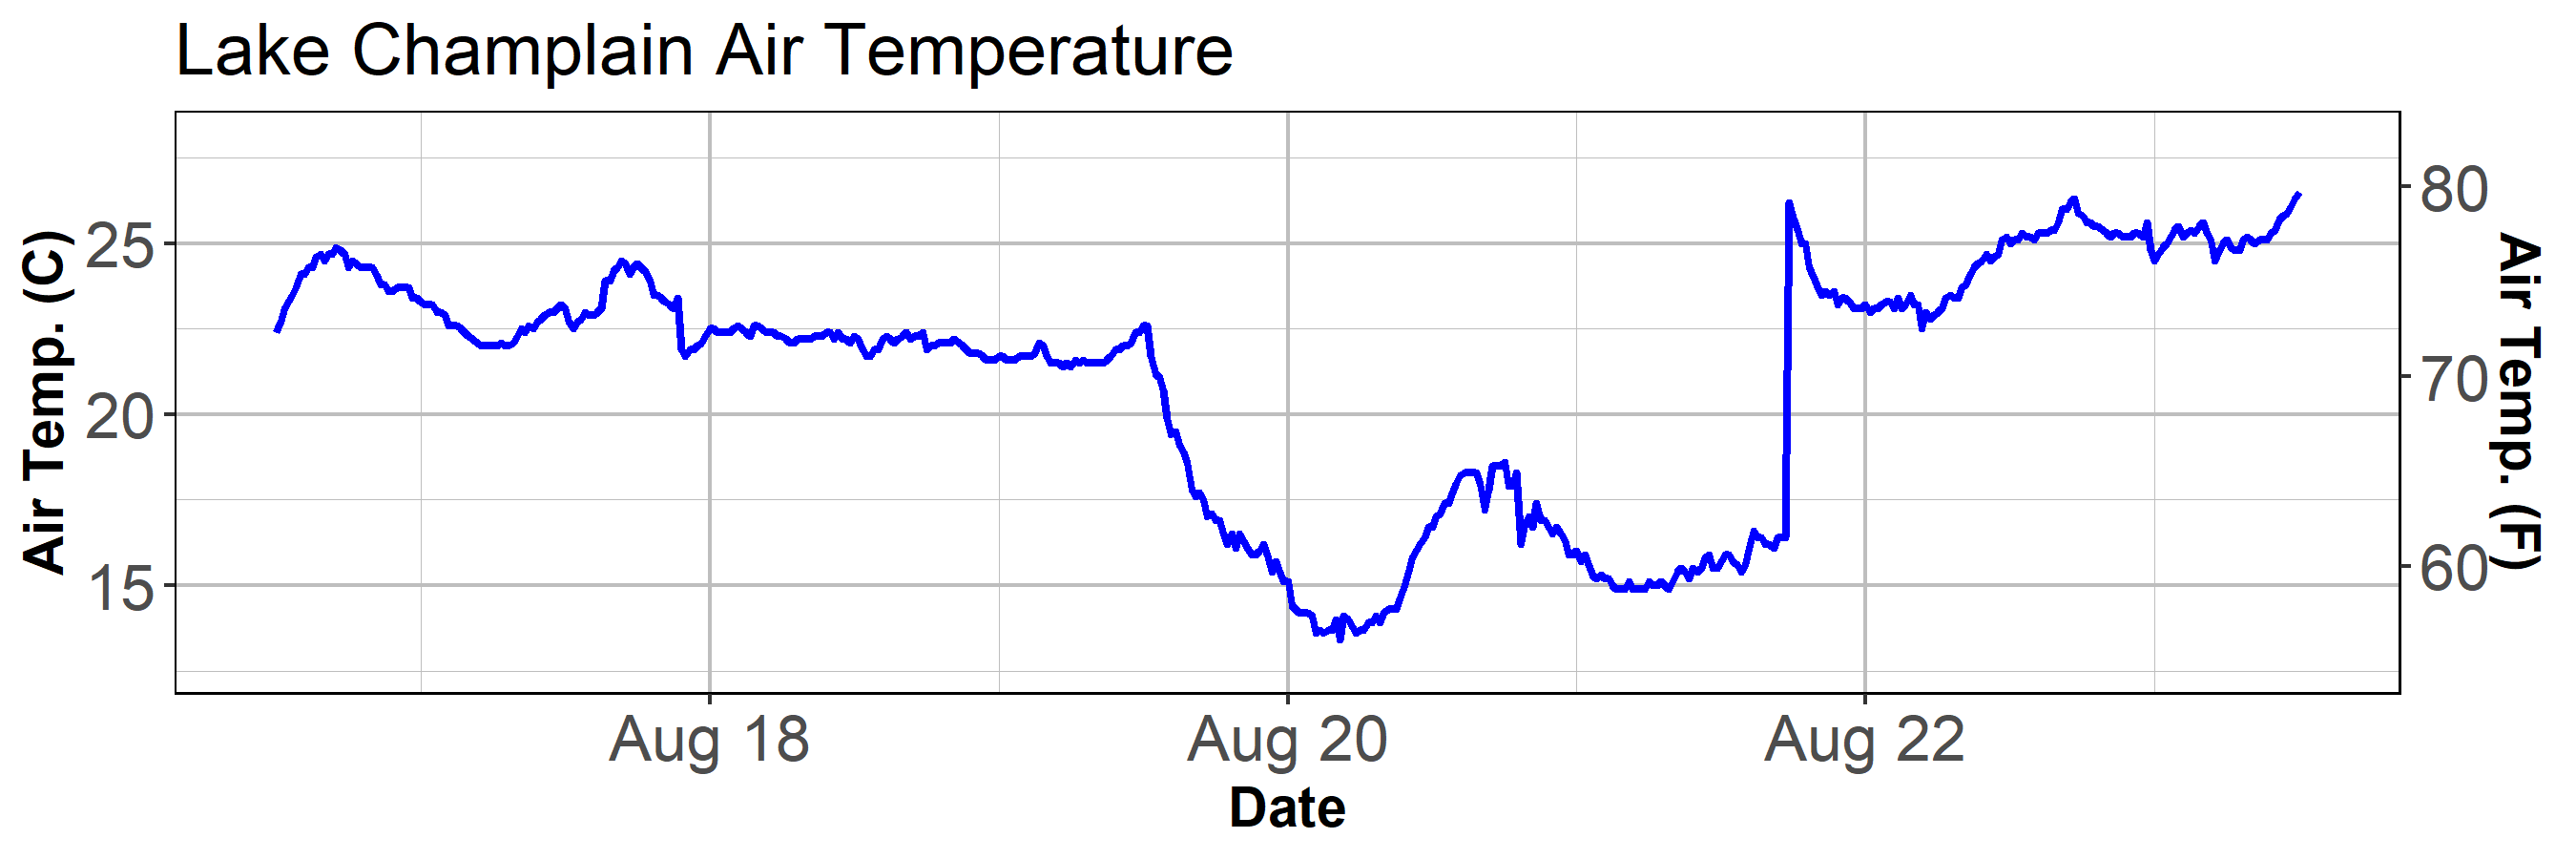 Lake Champlain Air Temperature
Air Temp. (C)
25
20
15
80
70
60
Air Temp. (F)
Aug 18
Aug 20
Aug 22
Date